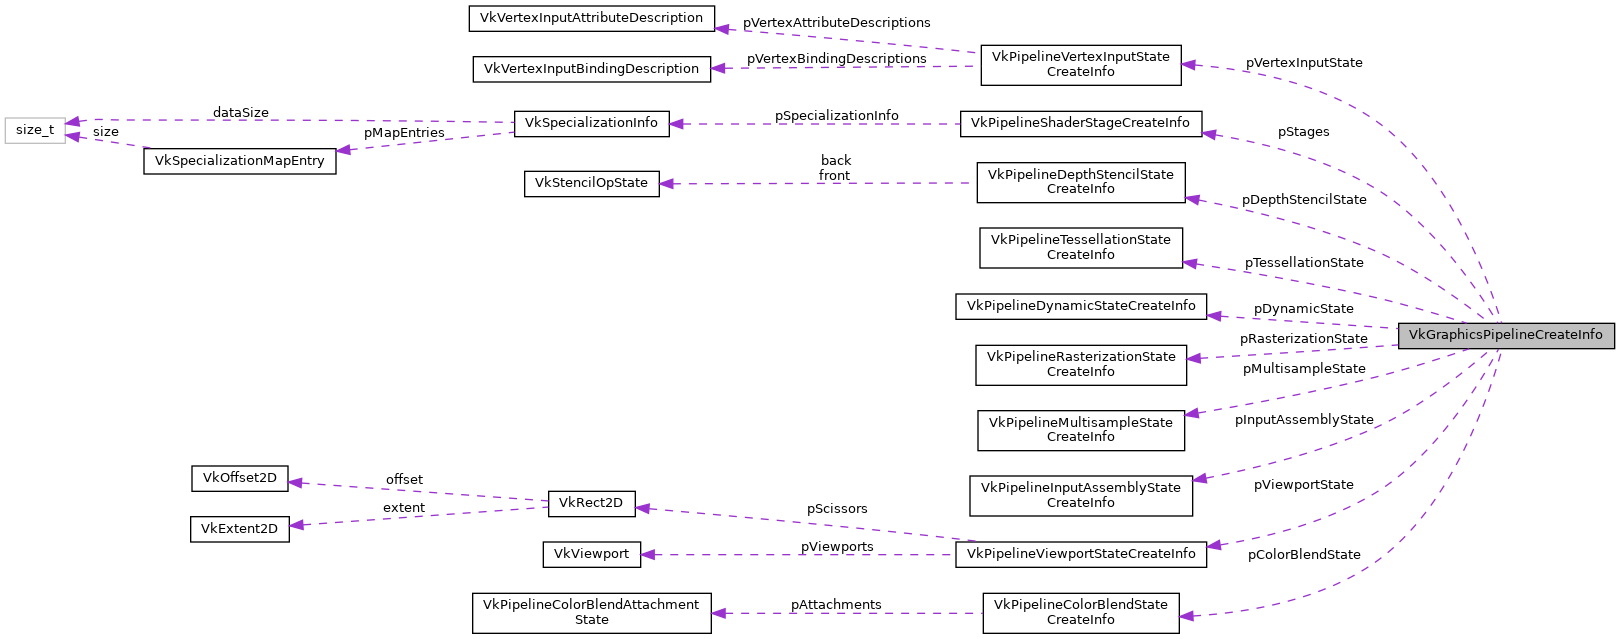 VkVertexInputAttributeDescription
pVertexAttributeDescriptions
VkVertexInputBindingDescription
pVertexBindingDescriptions
VkPipelineVertexInputState
CreateInfo
pVertexInputState
size_t
dataSize
size
VkSpecializationMapEntry
pMapEntries
VkSpecializationInfo
pSpecializationInfo
VkPipelineShaderStageCreateInfo
pStages
VkStencilOpState
back
front
VkPipelineDepthStencilState
CreateInfo
pDepthStencilState
VkPipelineTessellationState
CreateInfo
pTessellationState
VkPipelineDynamicStateCreateInfo
pDynamicState
VkGraphicsPipelineCreateInfo
VkPipelineRasterizationState
CreateInfo
pRasterizationState
VkPipelineMultisampleState
CreateInfo
pMultisampleState
VkPipelineInputAssemblyState
CreateInfo
pInputAssemblyState
VkOffset2D
offset
VkExtent2D
extent
VkRect2D
pScissors
VkViewport
pViewports
VkPipelineViewportStateCreateInfo
pViewportState
VkPipelineColorBlendAttachment
State
pAttachments
VkPipelineColorBlendState
CreateInfo
pColorBlendState